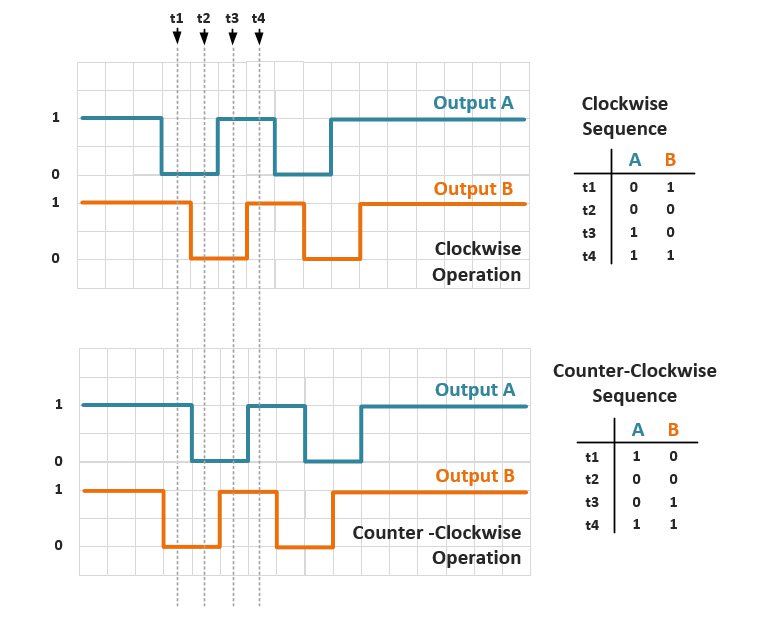 t1 t2 t3 t4
Output A
1
0
Output B
1
0
Clockwise
Operation
Clockwise
Sequence
A B
t1 0 1
t2 0 0
t3 1 0
t4 1 1
Output A
1
0
Output B
1
0
Counter -Clockwise
Operation
Counter-Clockwise
Sequence
A B
t1 1 0
t2 0 0
t3 0 1
t4 1 1